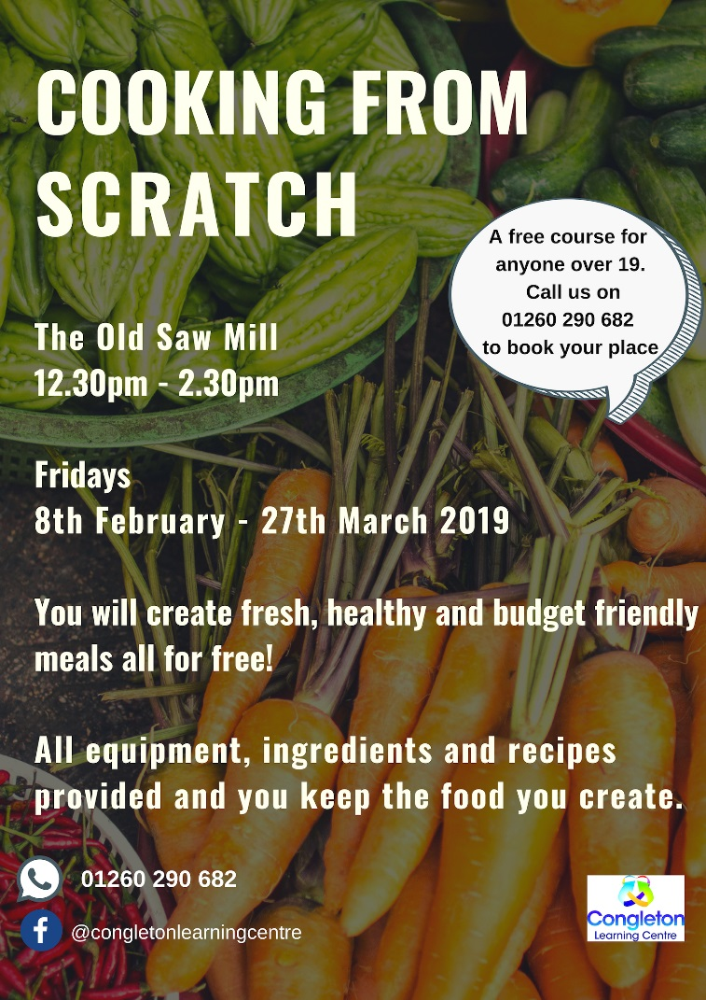 COOKING FROM
SCRATCH
A free course for
anyone over 19.
Call us on
01260 290 682
to book your place
The Old Saw Mill
12.30pm - 2.30pm
Fridays
8th February - 27th March 2019
You will create fresh, healthy and budget friendly
meals all for free!
All equipment, ingredients and recipes
provided and you keep the food you create.
01260 290 682
@congletonlearningcentre
Congleton
Learning Centre